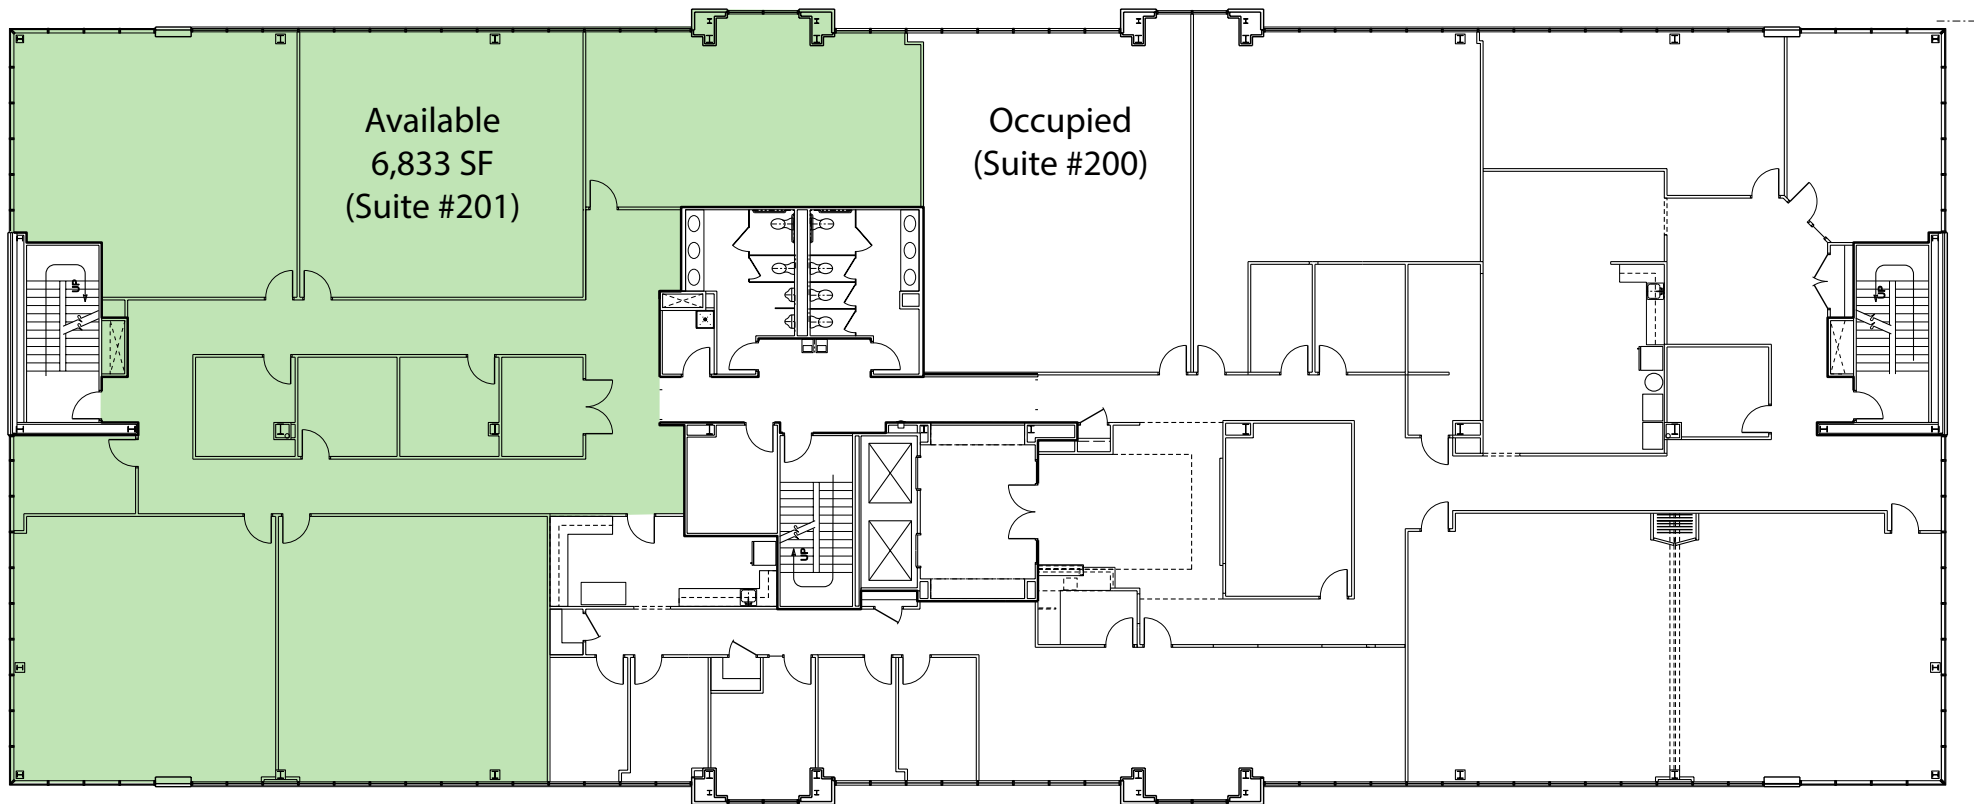 Available
6,833 SF
(Suite #201)
Occupied
(Suite #200)
UP
UP
UP